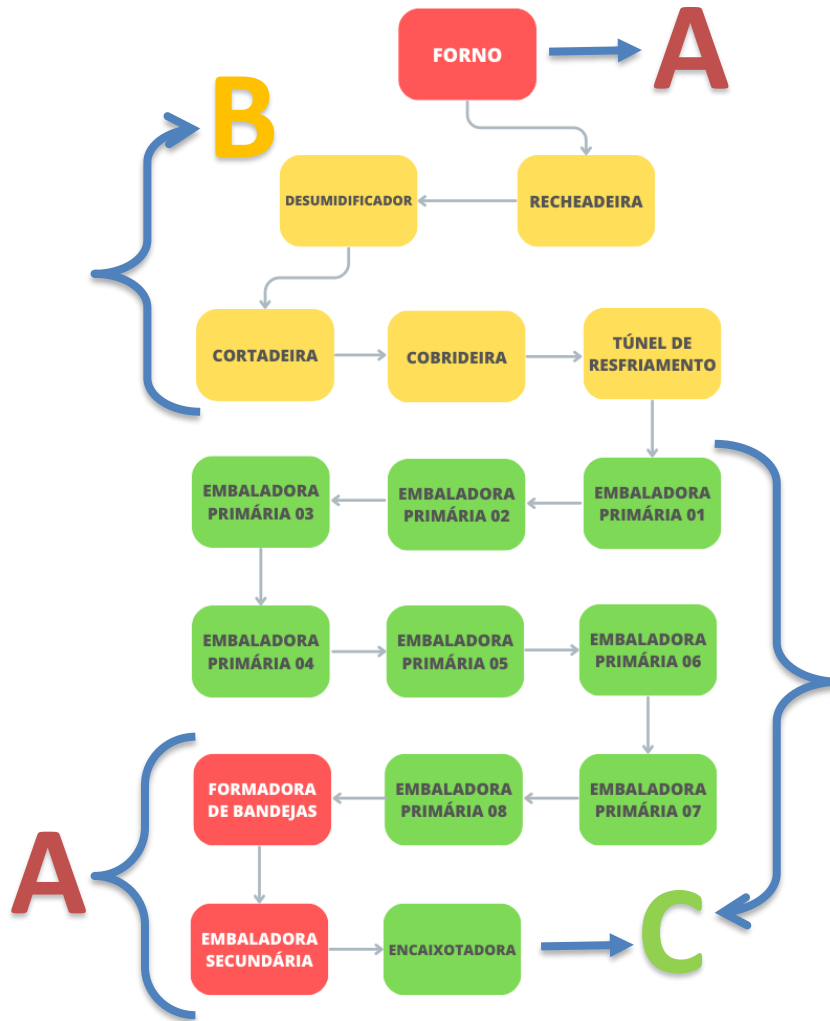 FORNO
A
B
DESUMIDIFICADOR
RECHEADEIRA
CORTADEIRA
COBRIDEIRA
TÚNEL DE
RESFRIAMENTO
EMBALADORA
PRIMÁRIA 03
EMBALADORA
PRIMÁRIA 02
EMBALADORA
PRIMÁRIA 01
EMBALADORA
PRIMÁRIA 04
EMBALADORA
PRIMÁRIA 05
EMBALADORA
PRIMÁRIA 06
FORMADORA
DE BANDEJAS
EMBALADORA
PRIMÁRIA 08
EMBALADORA
PRIMÁRIA 07
A
EMBALADORA
SECUNDÁRIA
ENCAIXOTADORA
C